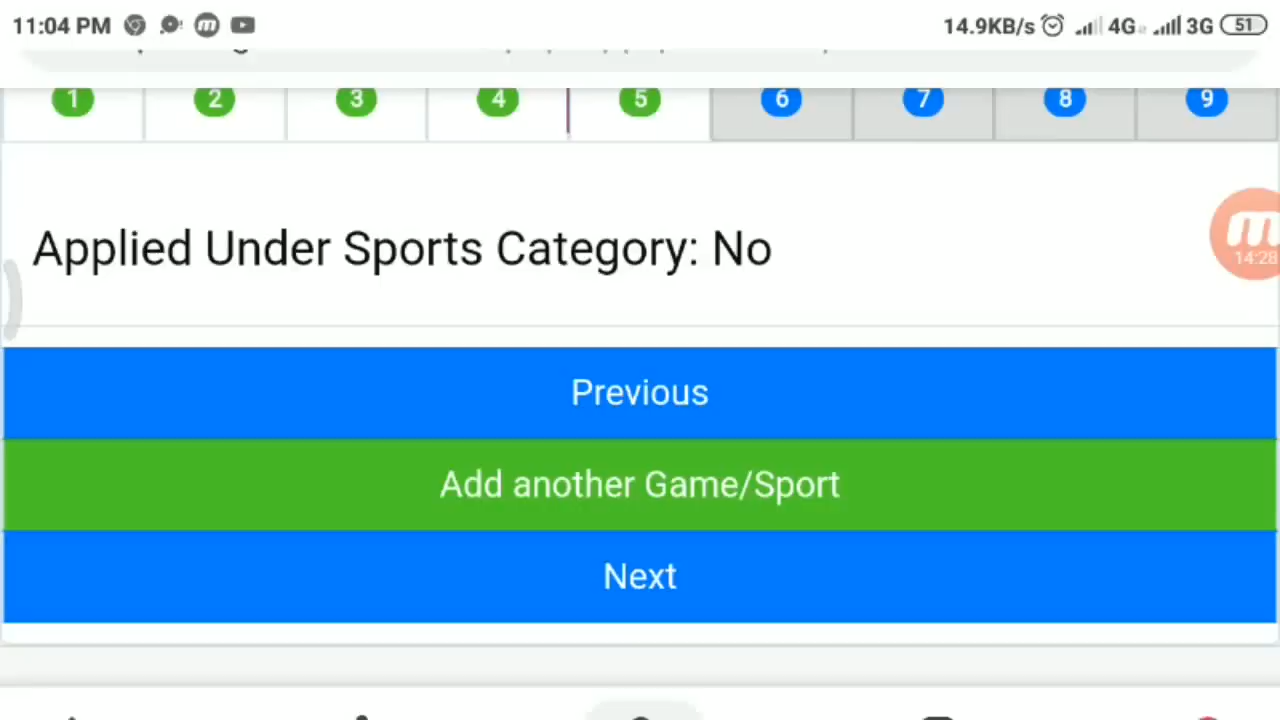 11:04 PM 14.9KB/s 4G 3G 51
1 2 3 4 5 6 7 8 9
Applied Under Sports Category: No
14:28
Previous
Add another Game/Sport
Next